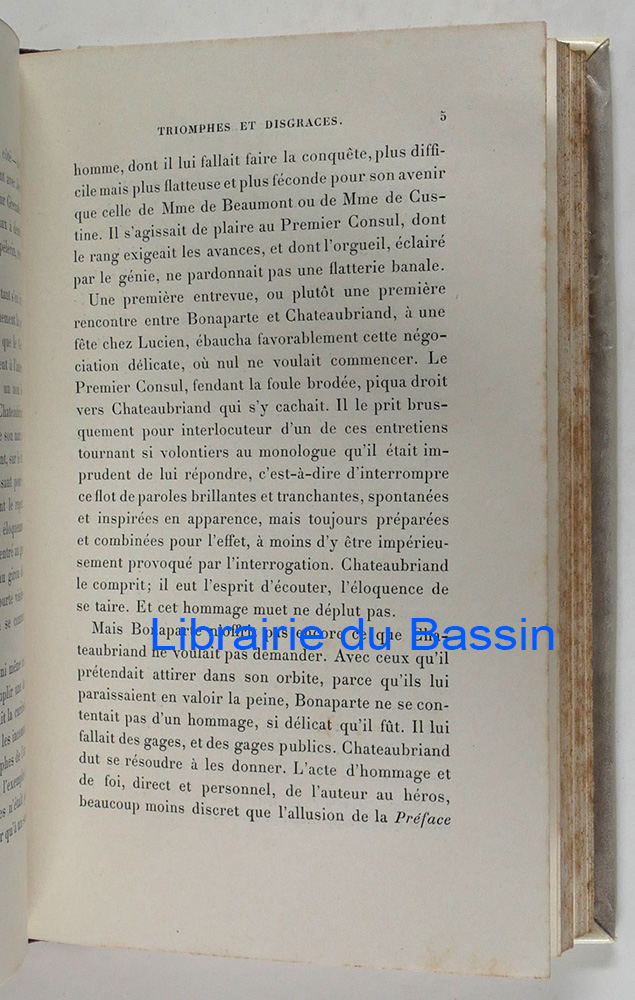 TRIOMPHES ET DISGRACES. 5
homme, dont il lui fallait faire la conquête, plus diffi-
cile mais plus flatteuse et plus féconde pour son avenir
que celle de Mme de Beaumont ou de Mme de Cus-
tine. Il s'agissait de plaire au Premier Consul, dont
le rang exigeait les avances, et dont l'orgueil, éclairé
par le génie, ne pardonnait pas une flatterie banale.
Une première entrevue, ou plutôt une première
rencontre entre Bonaparte et Chateaubriand, à une
fête chez Lucien, ébaucha favorablement cette négo-
ciation délicate, où nul ne voulait commencer. Le
Premier Consul, fendant la foule brodée, piqua droit
vers Chateaubriand qui s'y cachait. Il le prit brus-
quement pour interlocuteur d'un de ces entretiens
tournant si volontiers au monologue qu'il était im-
prudent de lui répondre, c'est-à-dire d'interrompre
ce flot de paroles brillantes et tranchantes, spontanées
et inspirées en apparence, mais toujours préparées
et combinées pour l'effet, à moins d'y être impérieu-
sement provoqué par l'interrogation. Chateaubriand
le comprit; il eut l'esprit d'écouter, l'éloquence de
se taire. Et cet hommage muet ne déplut pas.
Mais Bonaparte n'offrit pas encore ce que Cha-
teaubriand ne voulait pas demander. Avec ceux qu'il
prétendait attirer dans son orbite, parce qu'ils lui
paraissaient en valoir la peine, Bonaparte ne se con-
tentait pas d'un hommage, si délicat qu'il fût. Il lui
fallait des gages, et des gages publics. Chateaubriand
dut se résoudre à les donner. L'acte d'hommage et
de foi, direct et personnel, de l'auteur au héros,
beaucoup moins discret que l'allusion de la Préface
Librairie du Bassin